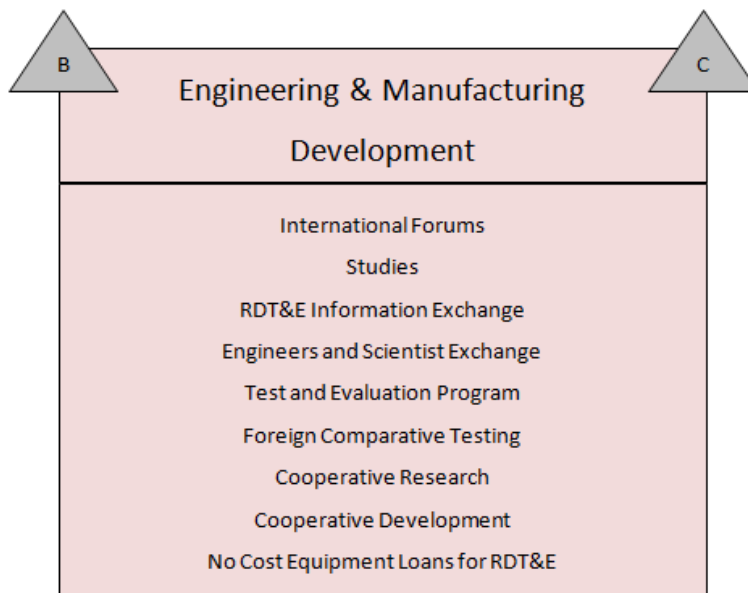 B
C
Engineering & Manufacturing
Development
International Forums
Studies
RDT&E Information Exchange
Engineers and Scientist Exchange
Test and Evaluation Program
Foreign Comparative Testing
Cooperative Research
Cooperative Development
No Cost Equipment Loans for RDT&E